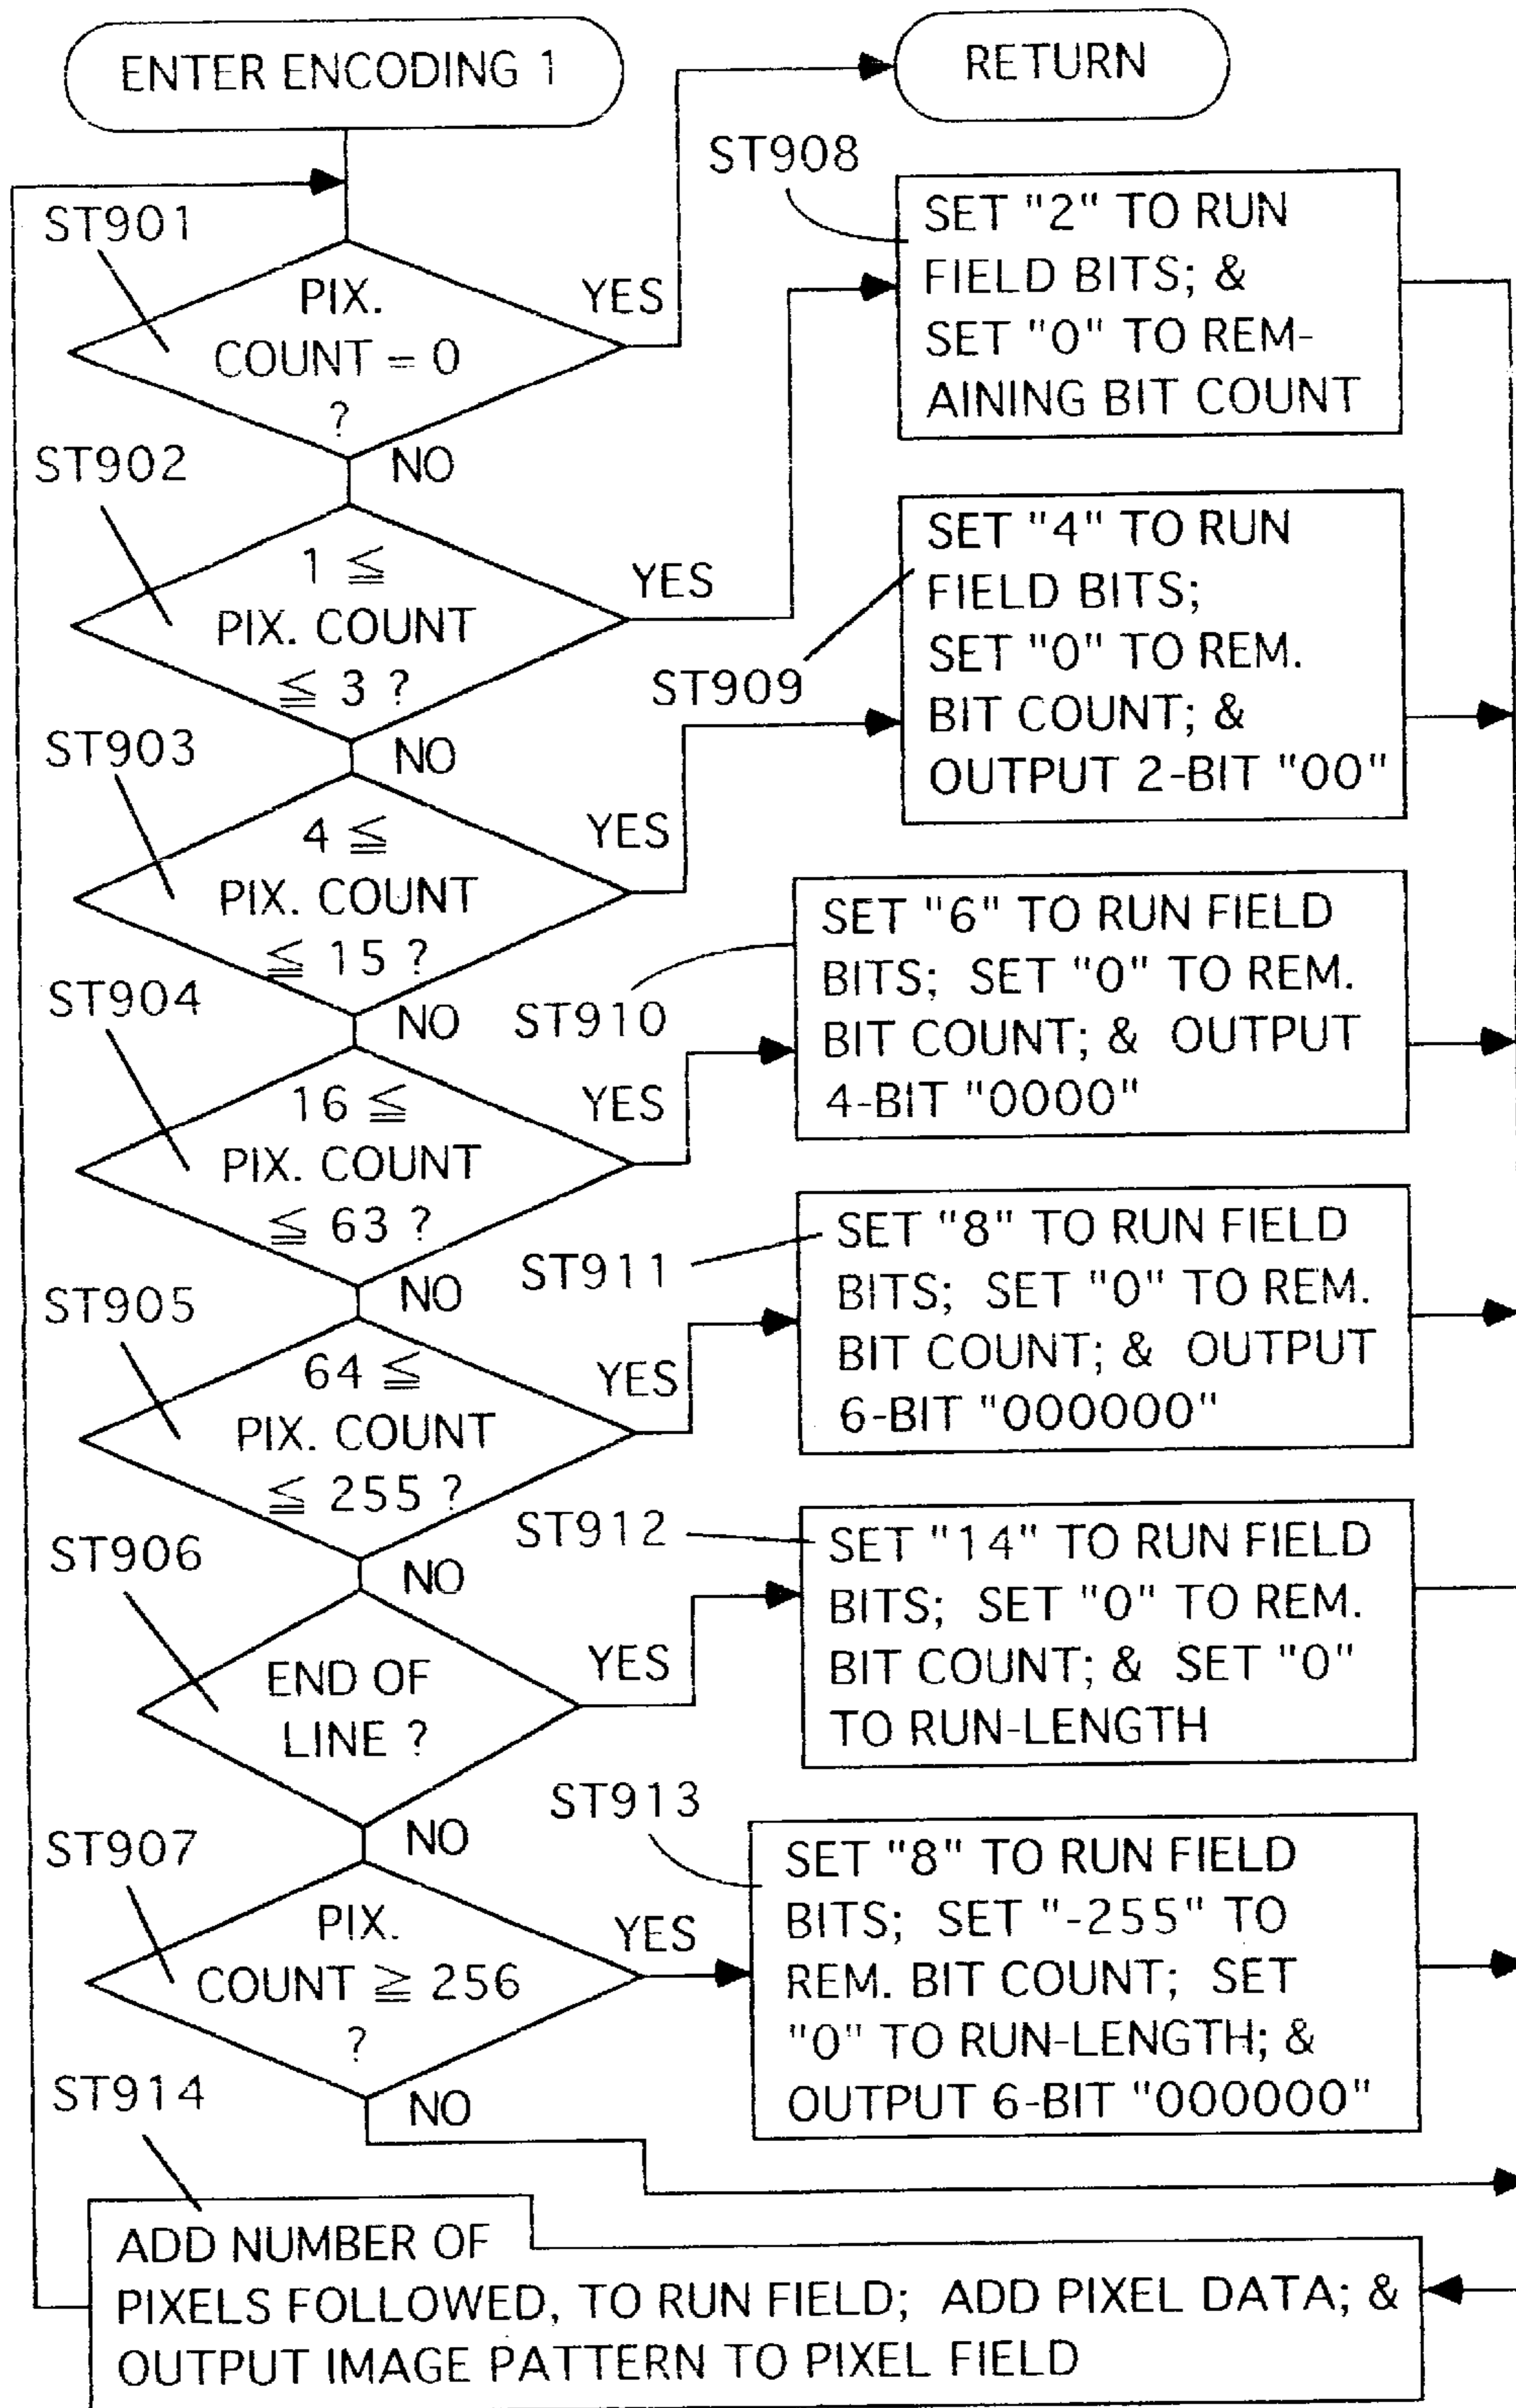 ENTER ENCODING 1
RETURN
ST908
ST901
PIX.
COUNT = 0
?
YES
NO
SET "2" TO RUN
FIELD BITS; &
SET "0" TO REM-
AINING BIT COUNT
ST902
1 ≦
PIX. COUNT
≦ 3 ?
YES
NO
ST909
SET "4" TO RUN
FIELD BITS;
SET "0" TO REM.
BIT COUNT; &
OUTPUT 2-BIT "00"
ST903
4 ≦
PIX. COUNT
≦ 15 ?
YES
NO
ST910
SET "6" TO RUN FIELD
BITS; SET "0" TO REM.
BIT COUNT; & OUTPUT
4-BIT "0000"
ST904
16 ≦
PIX. COUNT
≦ 63 ?
YES
NO
ST911
SET "8" TO RUN FIELD
BITS; SET "0" TO REM.
BIT COUNT; & OUTPUT
6-BIT "000000"
ST905
64 ≦
PIX. COUNT
≦ 255 ?
YES
NO
ST912
SET "14" TO RUN FIELD
BITS; SET "0" TO REM.
BIT COUNT; & SET "0"
TO RUN-LENGTH
ST906
END OF
LINE ?
YES
NO
ST913
SET "8" TO RUN FIELD
BITS; SET "-255" TO
REM. BIT COUNT; SET
"0" TO RUN-LENGTH; &
OUTPUT 6-BIT "000000"
ST907
PIX.
COUNT ≧ 256
?
YES
NO
ST914
ADD NUMBER OF
PIXELS FOLLOWED, TO RUN FIELD; ADD PIXEL DATA; &
OUTPUT IMAGE PATTERN TO PIXEL FIELD